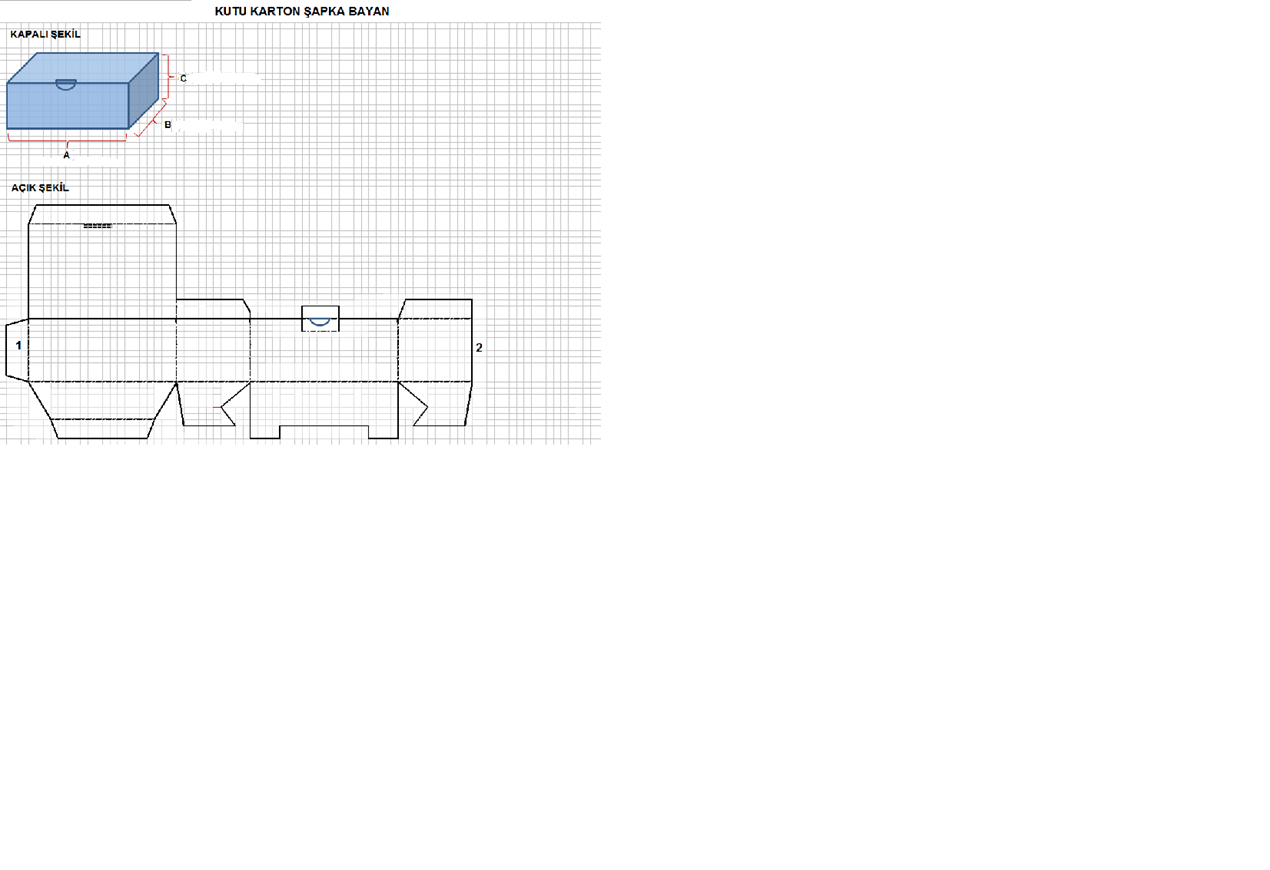 KUTU KARTON ŞAPKA BAYAN
KAPALI ŞEKİL
C
B
A
AÇIK ŞEKİL
1
2